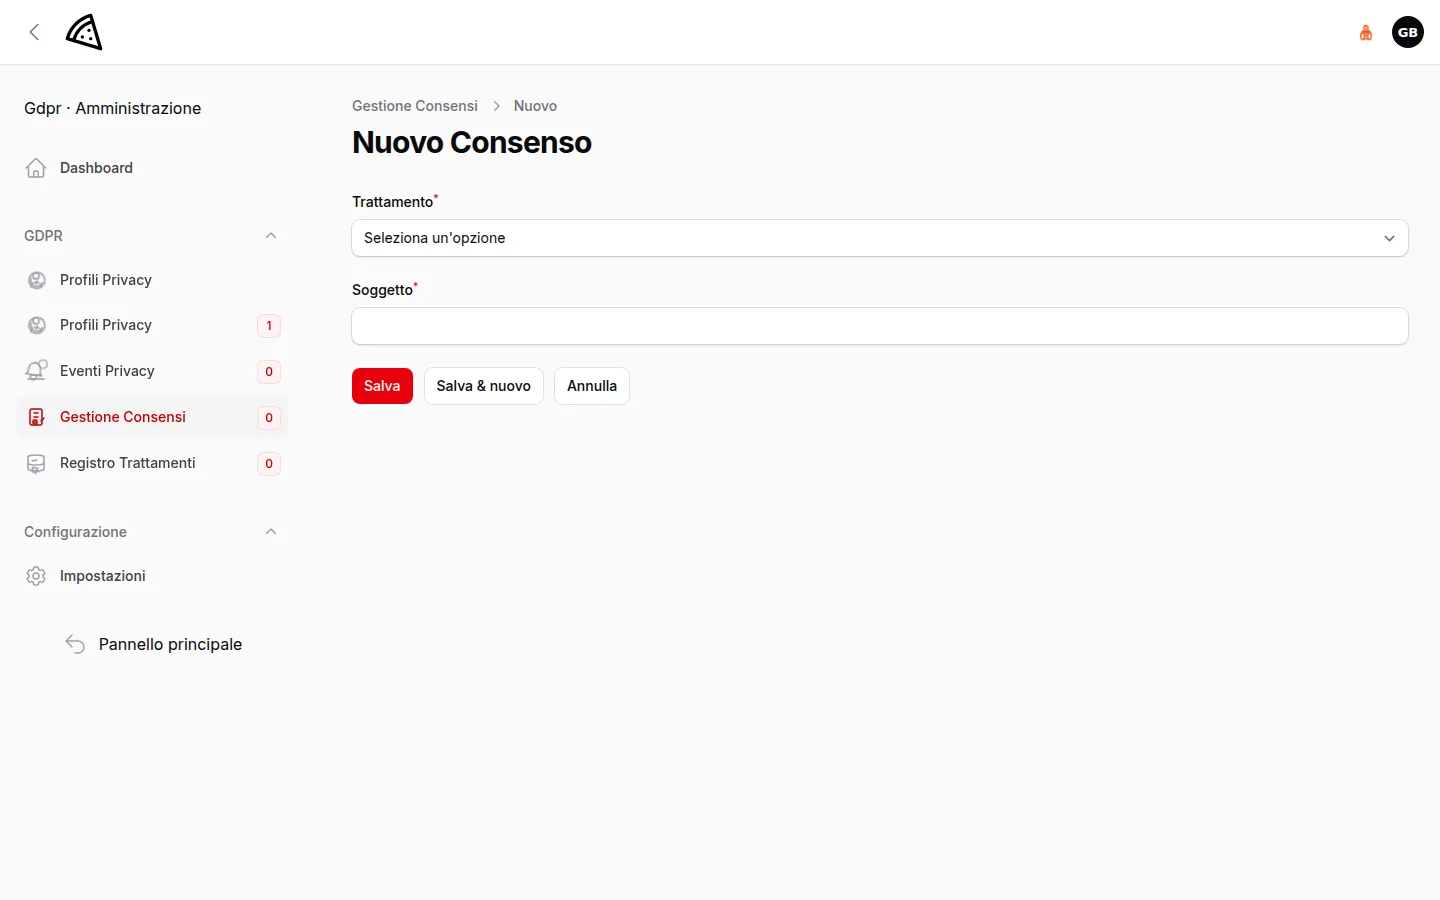 GB
Gdpr · Amministrazione
Dashboard
GDPR
Profili Privacy
Profili Privacy 1
Eventi Privacy 0
Gestione Consensi 0
Registro Trattamenti 0
Configurazione
Impostazioni
Pannello principale
Gestione Consensi > Nuovo
Nuovo Consenso
Trattamento*
Seleziona un'opzione
Soggetto*
Salva Salva & nuovo Annulla